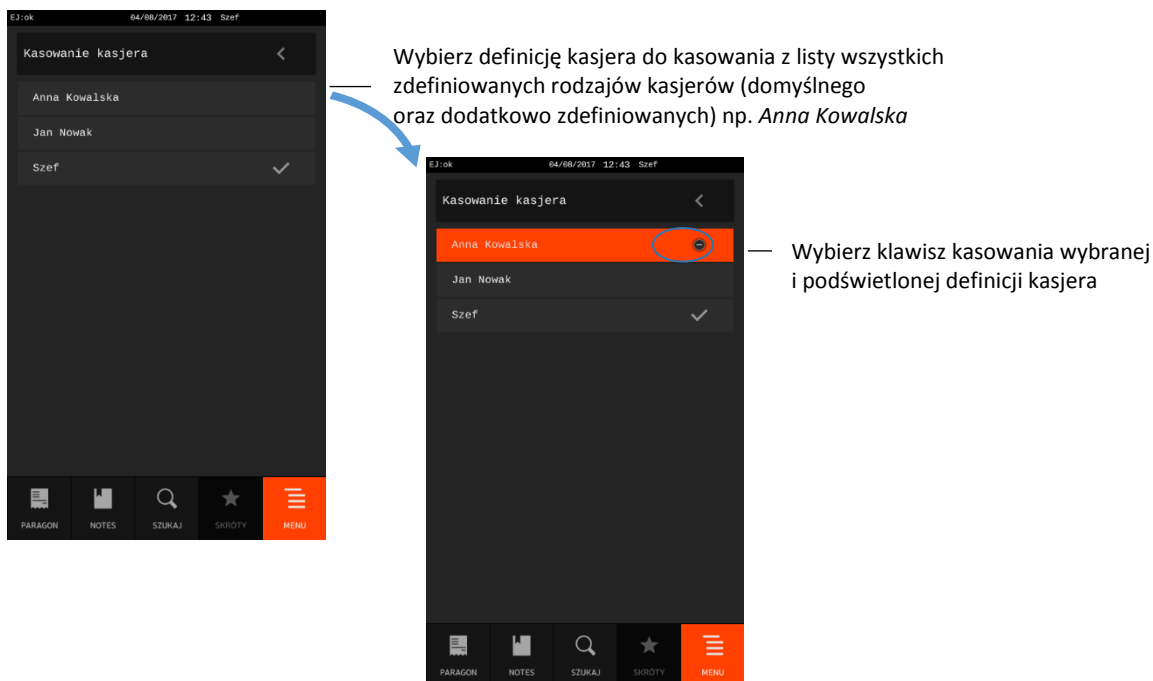 EJ:ok 04/08/2017 12:43 Szef
Kasowanie kasjera
Anna Kowalska
Jan Nowak
Szef
PARAGON NOTES SZUKAJ SKRÓTY MENU
Wybierz definicję kasjera do kasowania z listy wszystkich
zdefiniowanych rodzajów kasjerów (domyślnego
oraz dodatkowo zdefiniowanych) np. Anna Kowalska
EJ:ok 04/08/2017 12:43 Szef
Kasowanie kasjera
Anna Kowalska
Jan Nowak
Szef
PARAGON NOTES SZUKAJ SKRÓTY MENU
Wybierz klawisz kasowania wybranej
i podświetlonej definicji kasjera